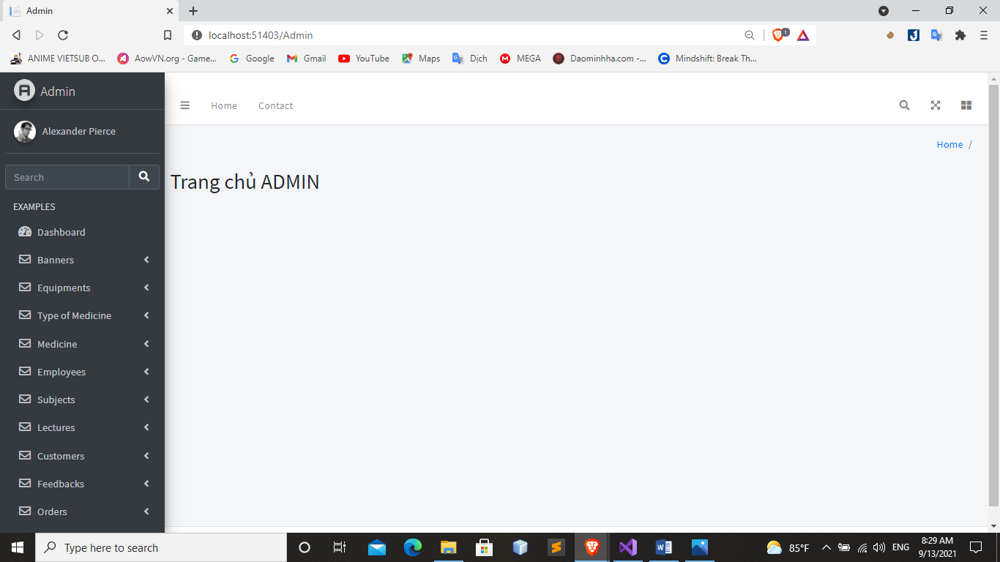 Admin
localhost:51403/Admin
1
ANIME VIETSUB O...
AowVN.org - Game...
Google
Gmail
YouTube
Maps
Dịch
MEGA
Daominhha.com -...
Mindshift: Break Th...
Admin
Home
Contact
Alexander Pierce
Home /
Search
Trang chủ ADMIN
EXAMPLES
Dashboard
Banners
Equipments
Type of Medicine
Medicine
Employees
Subjects
Lectures
Customers
Feedbacks
Orders
Type here to search
85°F
ENG
8:29 AM
9/13/2021